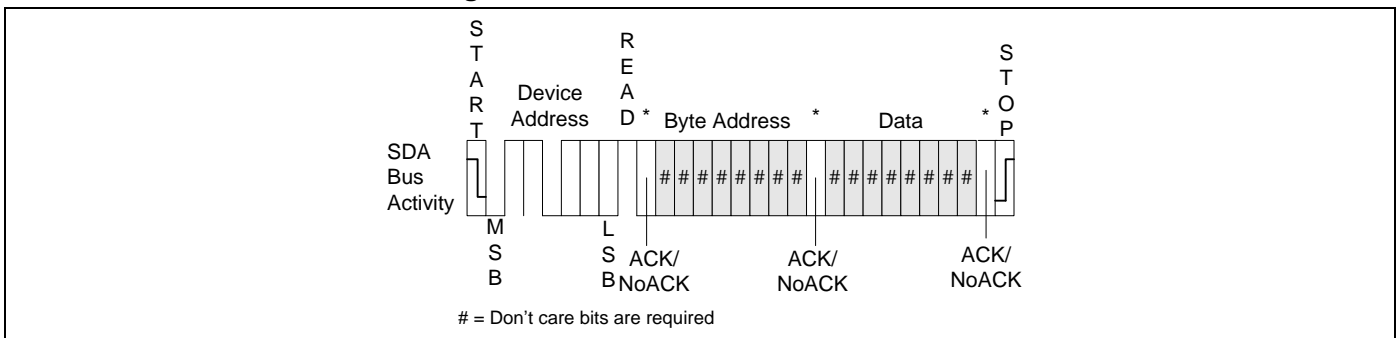 START
READ
STOP
Device
Address
*
Byte Address
*
Data
*
SDA
Bus
Activity
# # # # # # # #
# # # # # # # #
MSB
LSB
ACK/
NoACK
ACK/
NoACK
ACK/
NoACK
# = Don't care bits are required